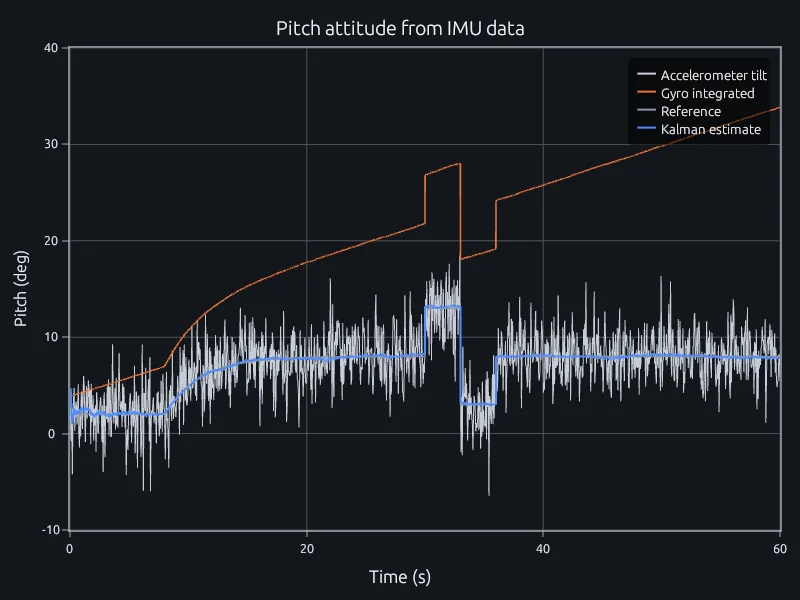 Pitch attitude from IMU data
Accelerometer tilt
Gyro integrated
Reference
Kalman estimate
Pitch (deg)
40
30
20
10
0
-10
0
20
40
60
Time (s)